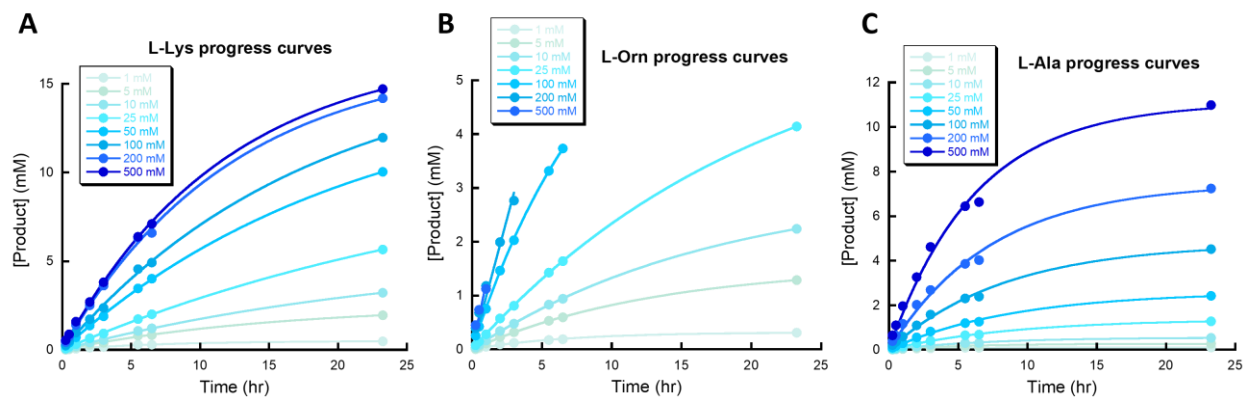 A
L-Lys progress curves
1 mM
5 mM
10 mM
25 mM
50 mM
100 mM
200 mM
500 mM
[Product] (mM)
15
10
5
0
0 5 10 15 20 25
Time (hr)
B
L-Orn progress curves
1 mM
5 mM
10 mM
25 mM
100 mM
200 mM
500 mM
[Product] (mM)
5
4
3
2
1
0
0 5 10 15 20 25
Time (hr)
C
L-Ala progress curves
1 mM
5 mM
10 mM
25 mM
50 mM
100 mM
200 mM
500 mM
[Product] (mM)
12
10
8
6
4
2
0
0 5 10 15 20 25
Time (hr)